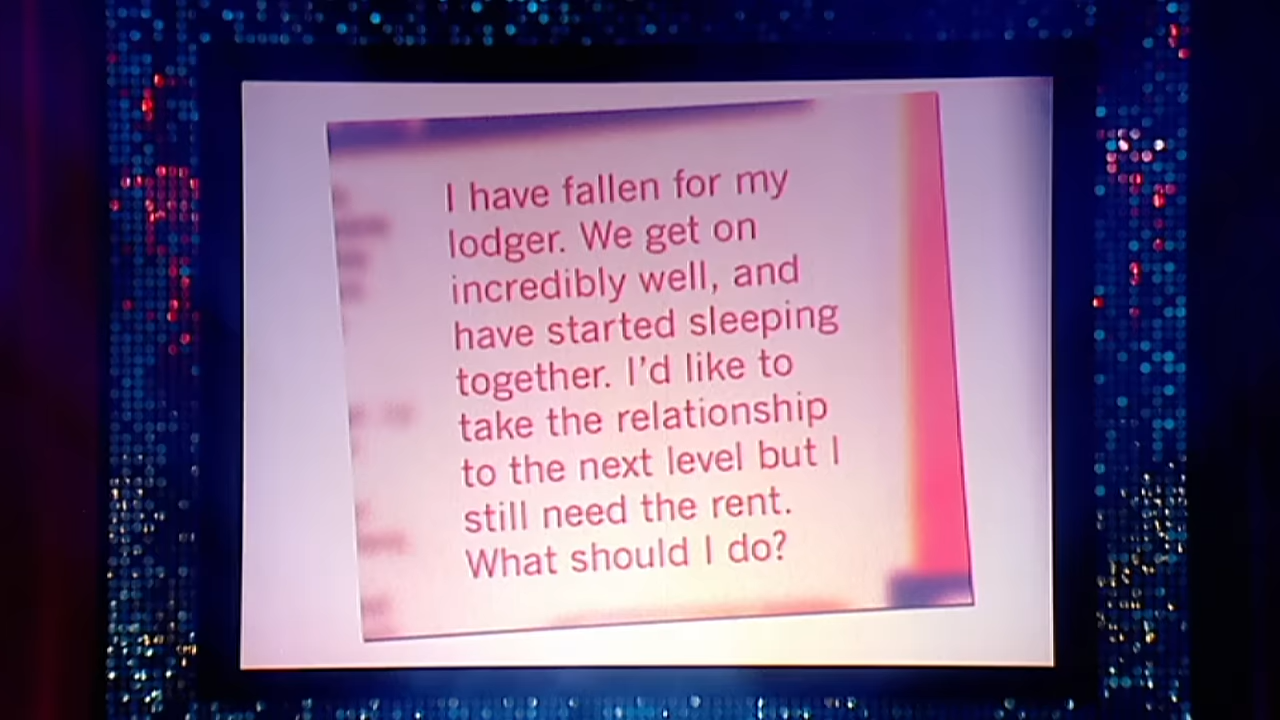 I have fallen for my
lodger. We get on
incredibly well, and
have started sleeping
together. I'd like to
take the relationship
to the next level but I
still need the rent.
What should I do?